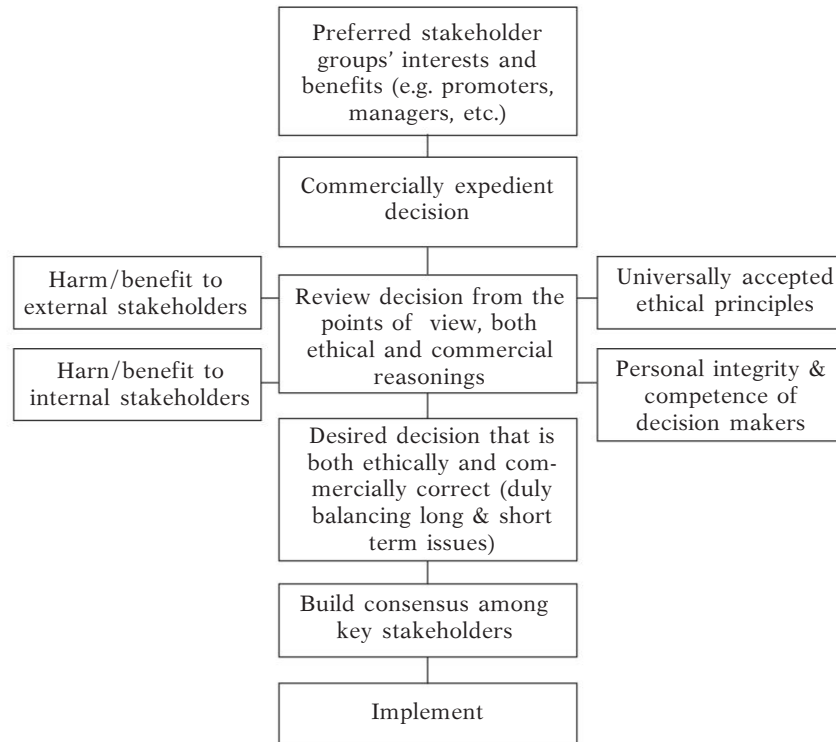 Preferred stakeholder
groups' interests and
benefits (e.g. promoters,
managers, etc.)
Commercially expedient
decision
Harm/benefit to
external stakeholders
Harn/benefit to
internal stakeholders
Review decision from the
points of view, both
ethical and commercial
reasonings
Universally accepted
ethical principles
Personal integrity &
competence of
decision makers
Desired decision that is
both ethically and com-
mercially correct (duly
balancing long & short
term issues)
Build consensus among
key stakeholders
Implement